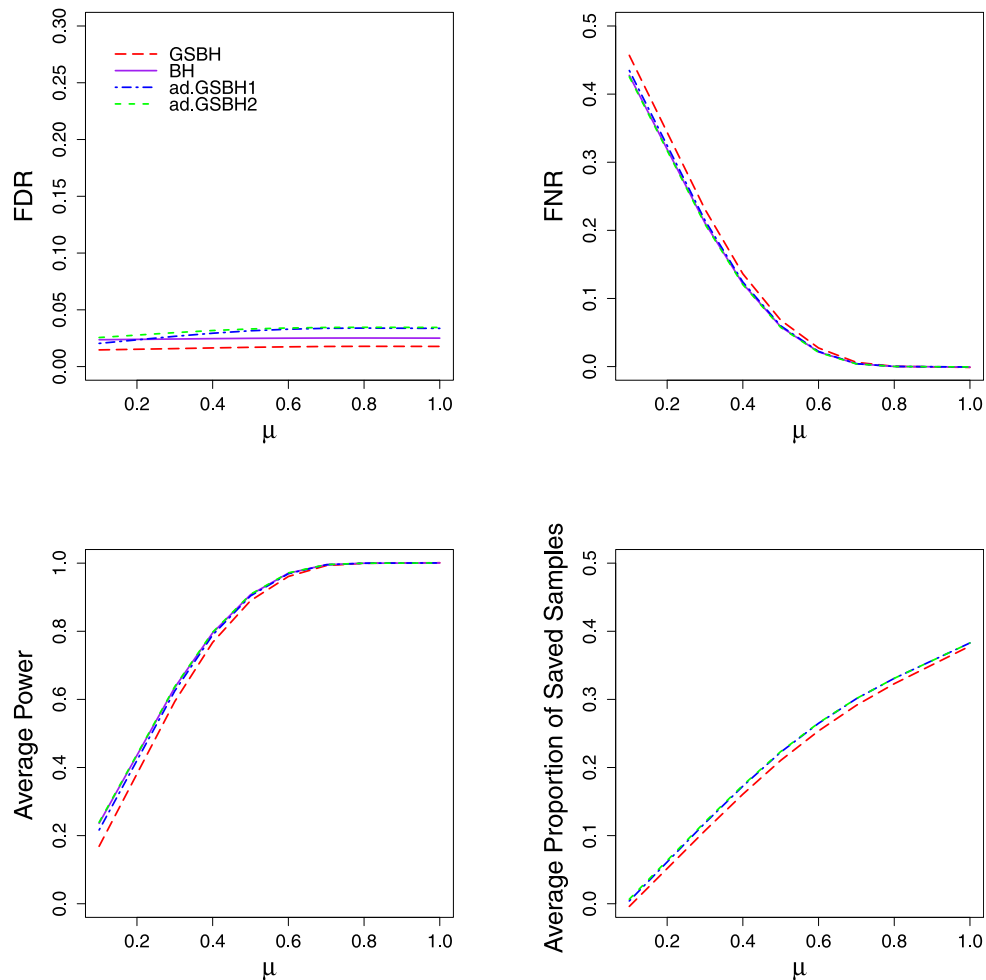 FDR
0.30
0.25
0.20
0.15
0.10
0.05
0.00
GSBH
BH
ad.GSBH1
ad.GSBH2
0.2 0.4 0.6 0.8 1.0
μ
FNR
0.5
0.4
0.3
0.2
0.1
0.0
0.2 0.4 0.6 0.8 1.0
μ
Average Power
1.0
0.8
0.6
0.4
0.2
0.0
0.2 0.4 0.6 0.8 1.0
μ
Average Proportion of Saved Samples
0.5
0.4
0.3
0.2
0.1
0.0
0.2 0.4 0.6 0.8 1.0
μ